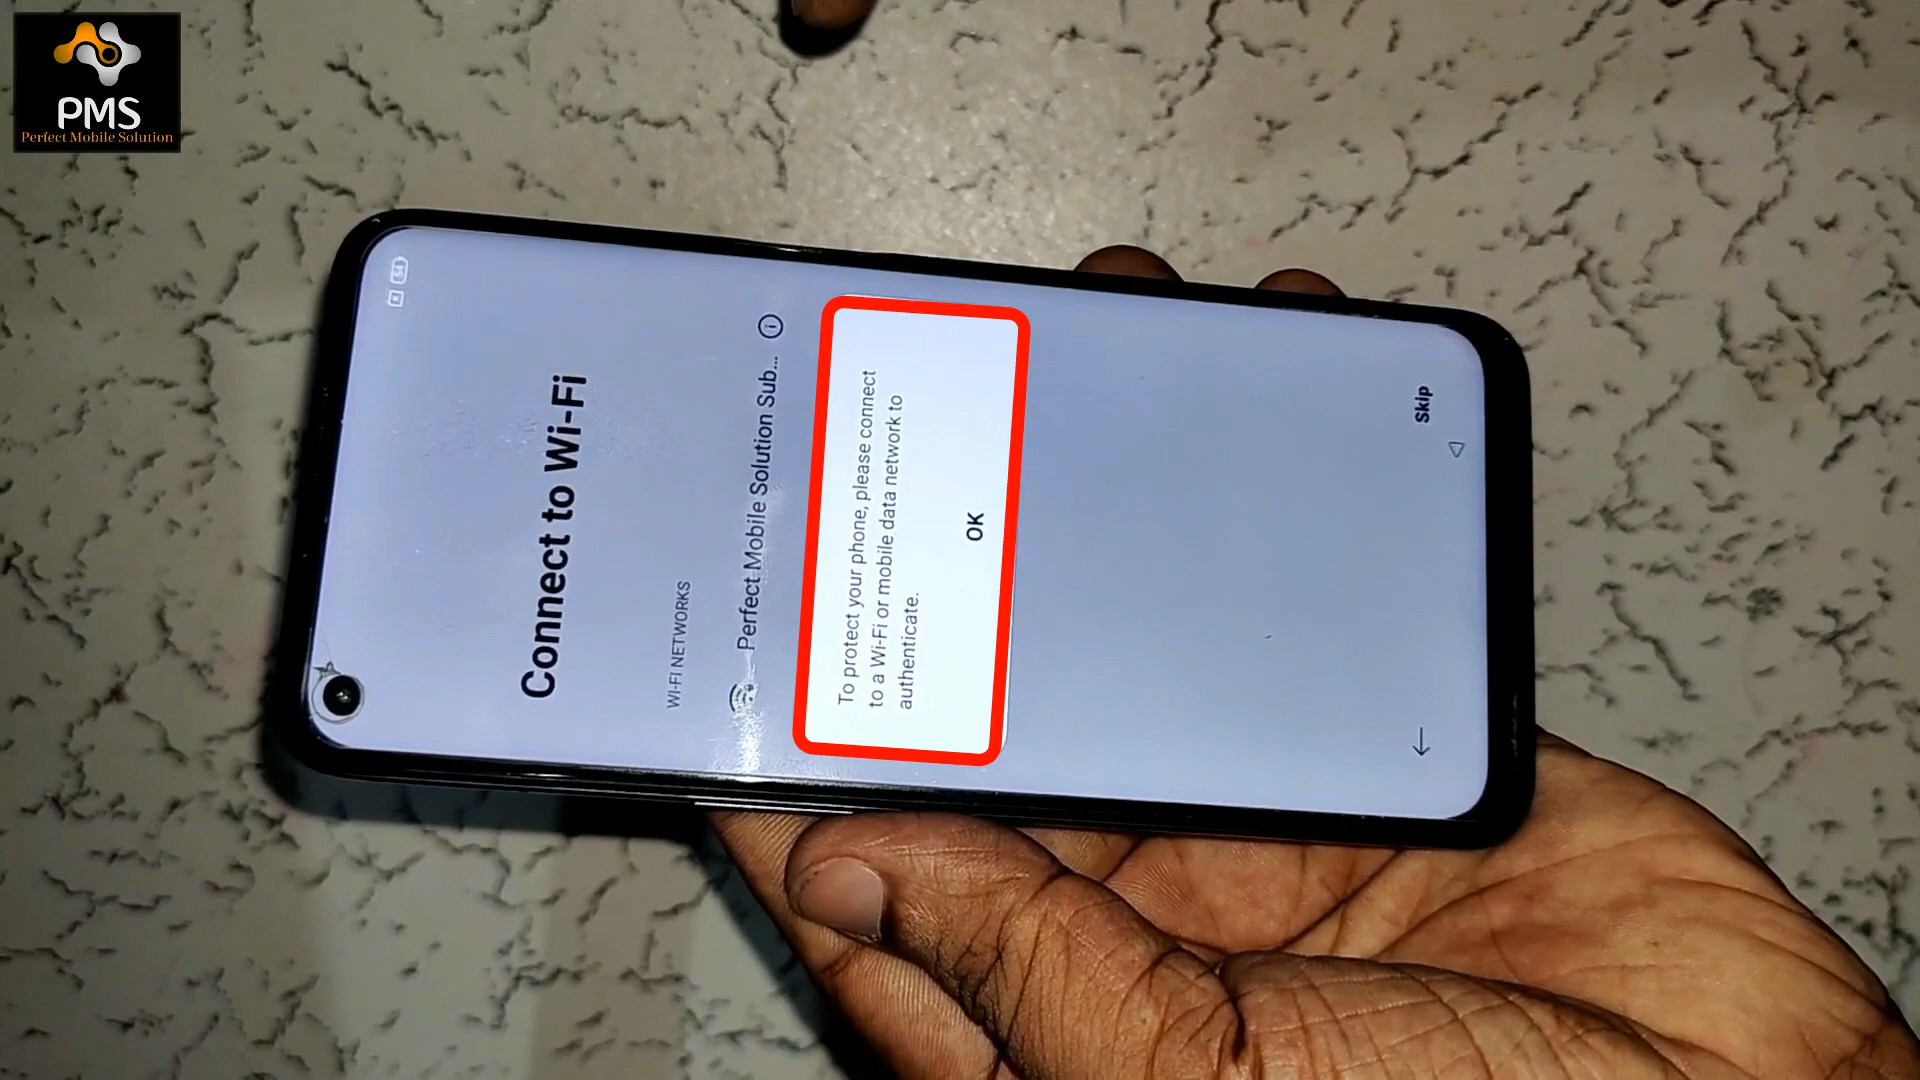 PMS
Perfect Mobile Solution
54
Connect to Wi-Fi
WI-FI NETWORKS
Perfect Mobile Solution Sub...
To protect your phone, please connect
to a Wi-Fi or mobile data network to
authenticate.
OK
Skip